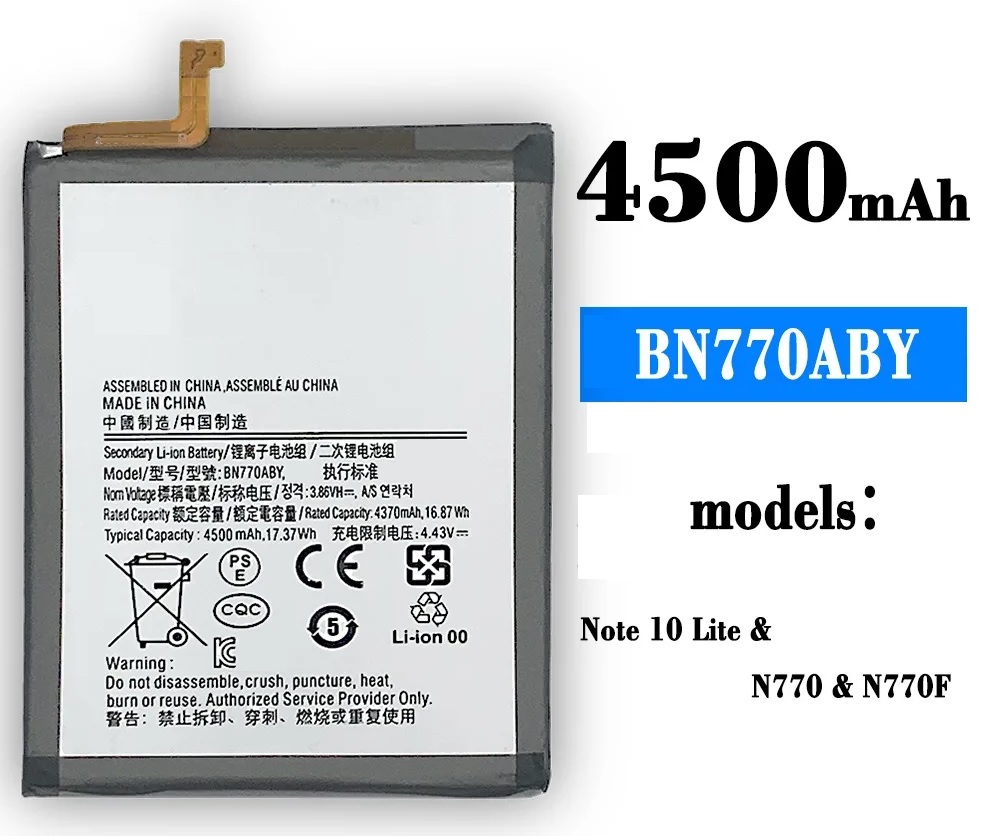 4500mAh
BN770ABY
models:
Note 10 Lite &
N770 & N770F
ASSEMBLED IN CHINA,ASSEMBLÉ AU CHINA
MADE iN CHINA
中國制造/中国制造
Secondary Li-ion Battery/锂离子电池组/二次锂电池组
Model/型号/型號:BN770ABY, 执行标准
Nom Voltage 標稱電壓/标称电压/정격:3.86VH⎓, A/S 연락처
Rated Capacity 额定容量/額定電容量/Rated Capacity: 4370mAh, 16.87 Wh
Typical Capacity : 4500 mAh,17.37Wh 充电限制电压:4.43V⎓
PS
E
CE
CQC
5
Li-ion 00
Warning:
Do not disassemble,crush, puncture, heat,
burn or reuse. Authorized Service Provider Only.
警告: 禁止拆卸、穿刺、燃烧或重复使用